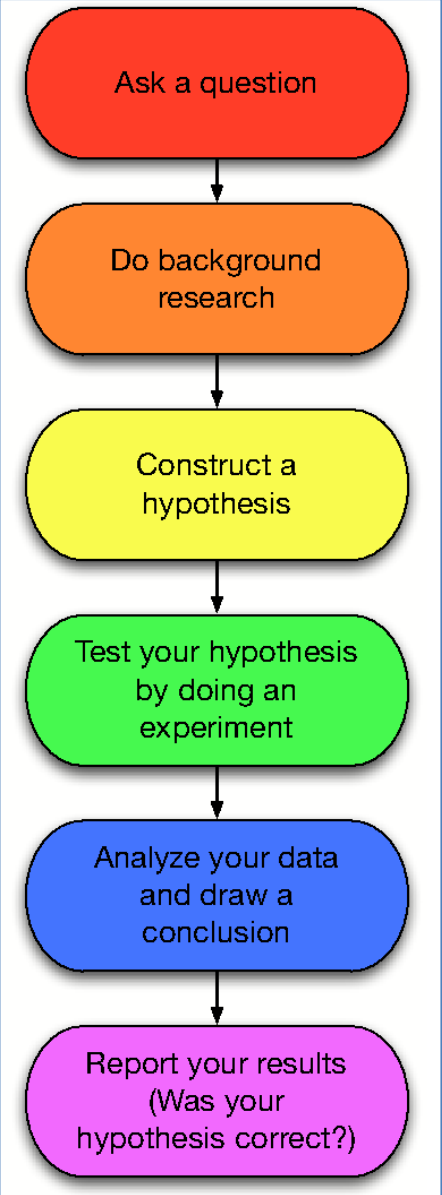 Ask a question
Do background
research
Construct a
hypothesis
Test your hypothesis
by doing an
experiment
Analyze your data
and draw a
conclusion
Report your results
(Was your
hypothesis correct?)